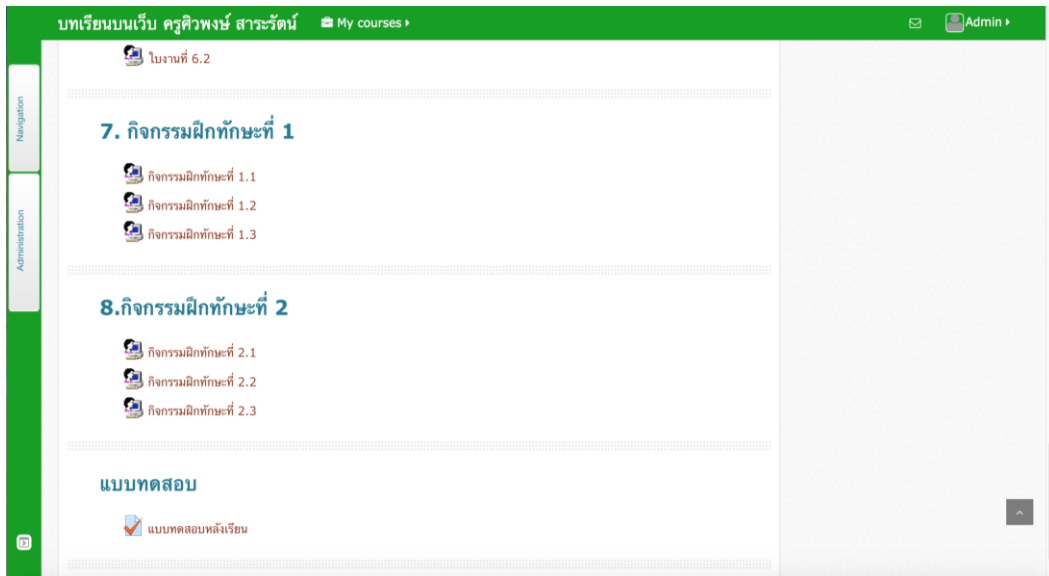 บทเรียนบนเว็บ ครูศิวพงษ์ สาระรัตน์ My courses Admin
ใบงานที่ 6.2
Navigation
7. กิจกรรมฝึกทักษะที่ 1
กิจกรรมฝึกทักษะที่ 1.1
กิจกรรมฝึกทักษะที่ 1.2
กิจกรรมฝึกทักษะที่ 1.3
Administration
8.กิจกรรมฝึกทักษะที่ 2
กิจกรรมฝึกทักษะที่ 2.1
กิจกรรมฝึกทักษะที่ 2.2
กิจกรรมฝึกทักษะที่ 2.3
แบบทดสอบ
แบบทดสอบหลังเรียน